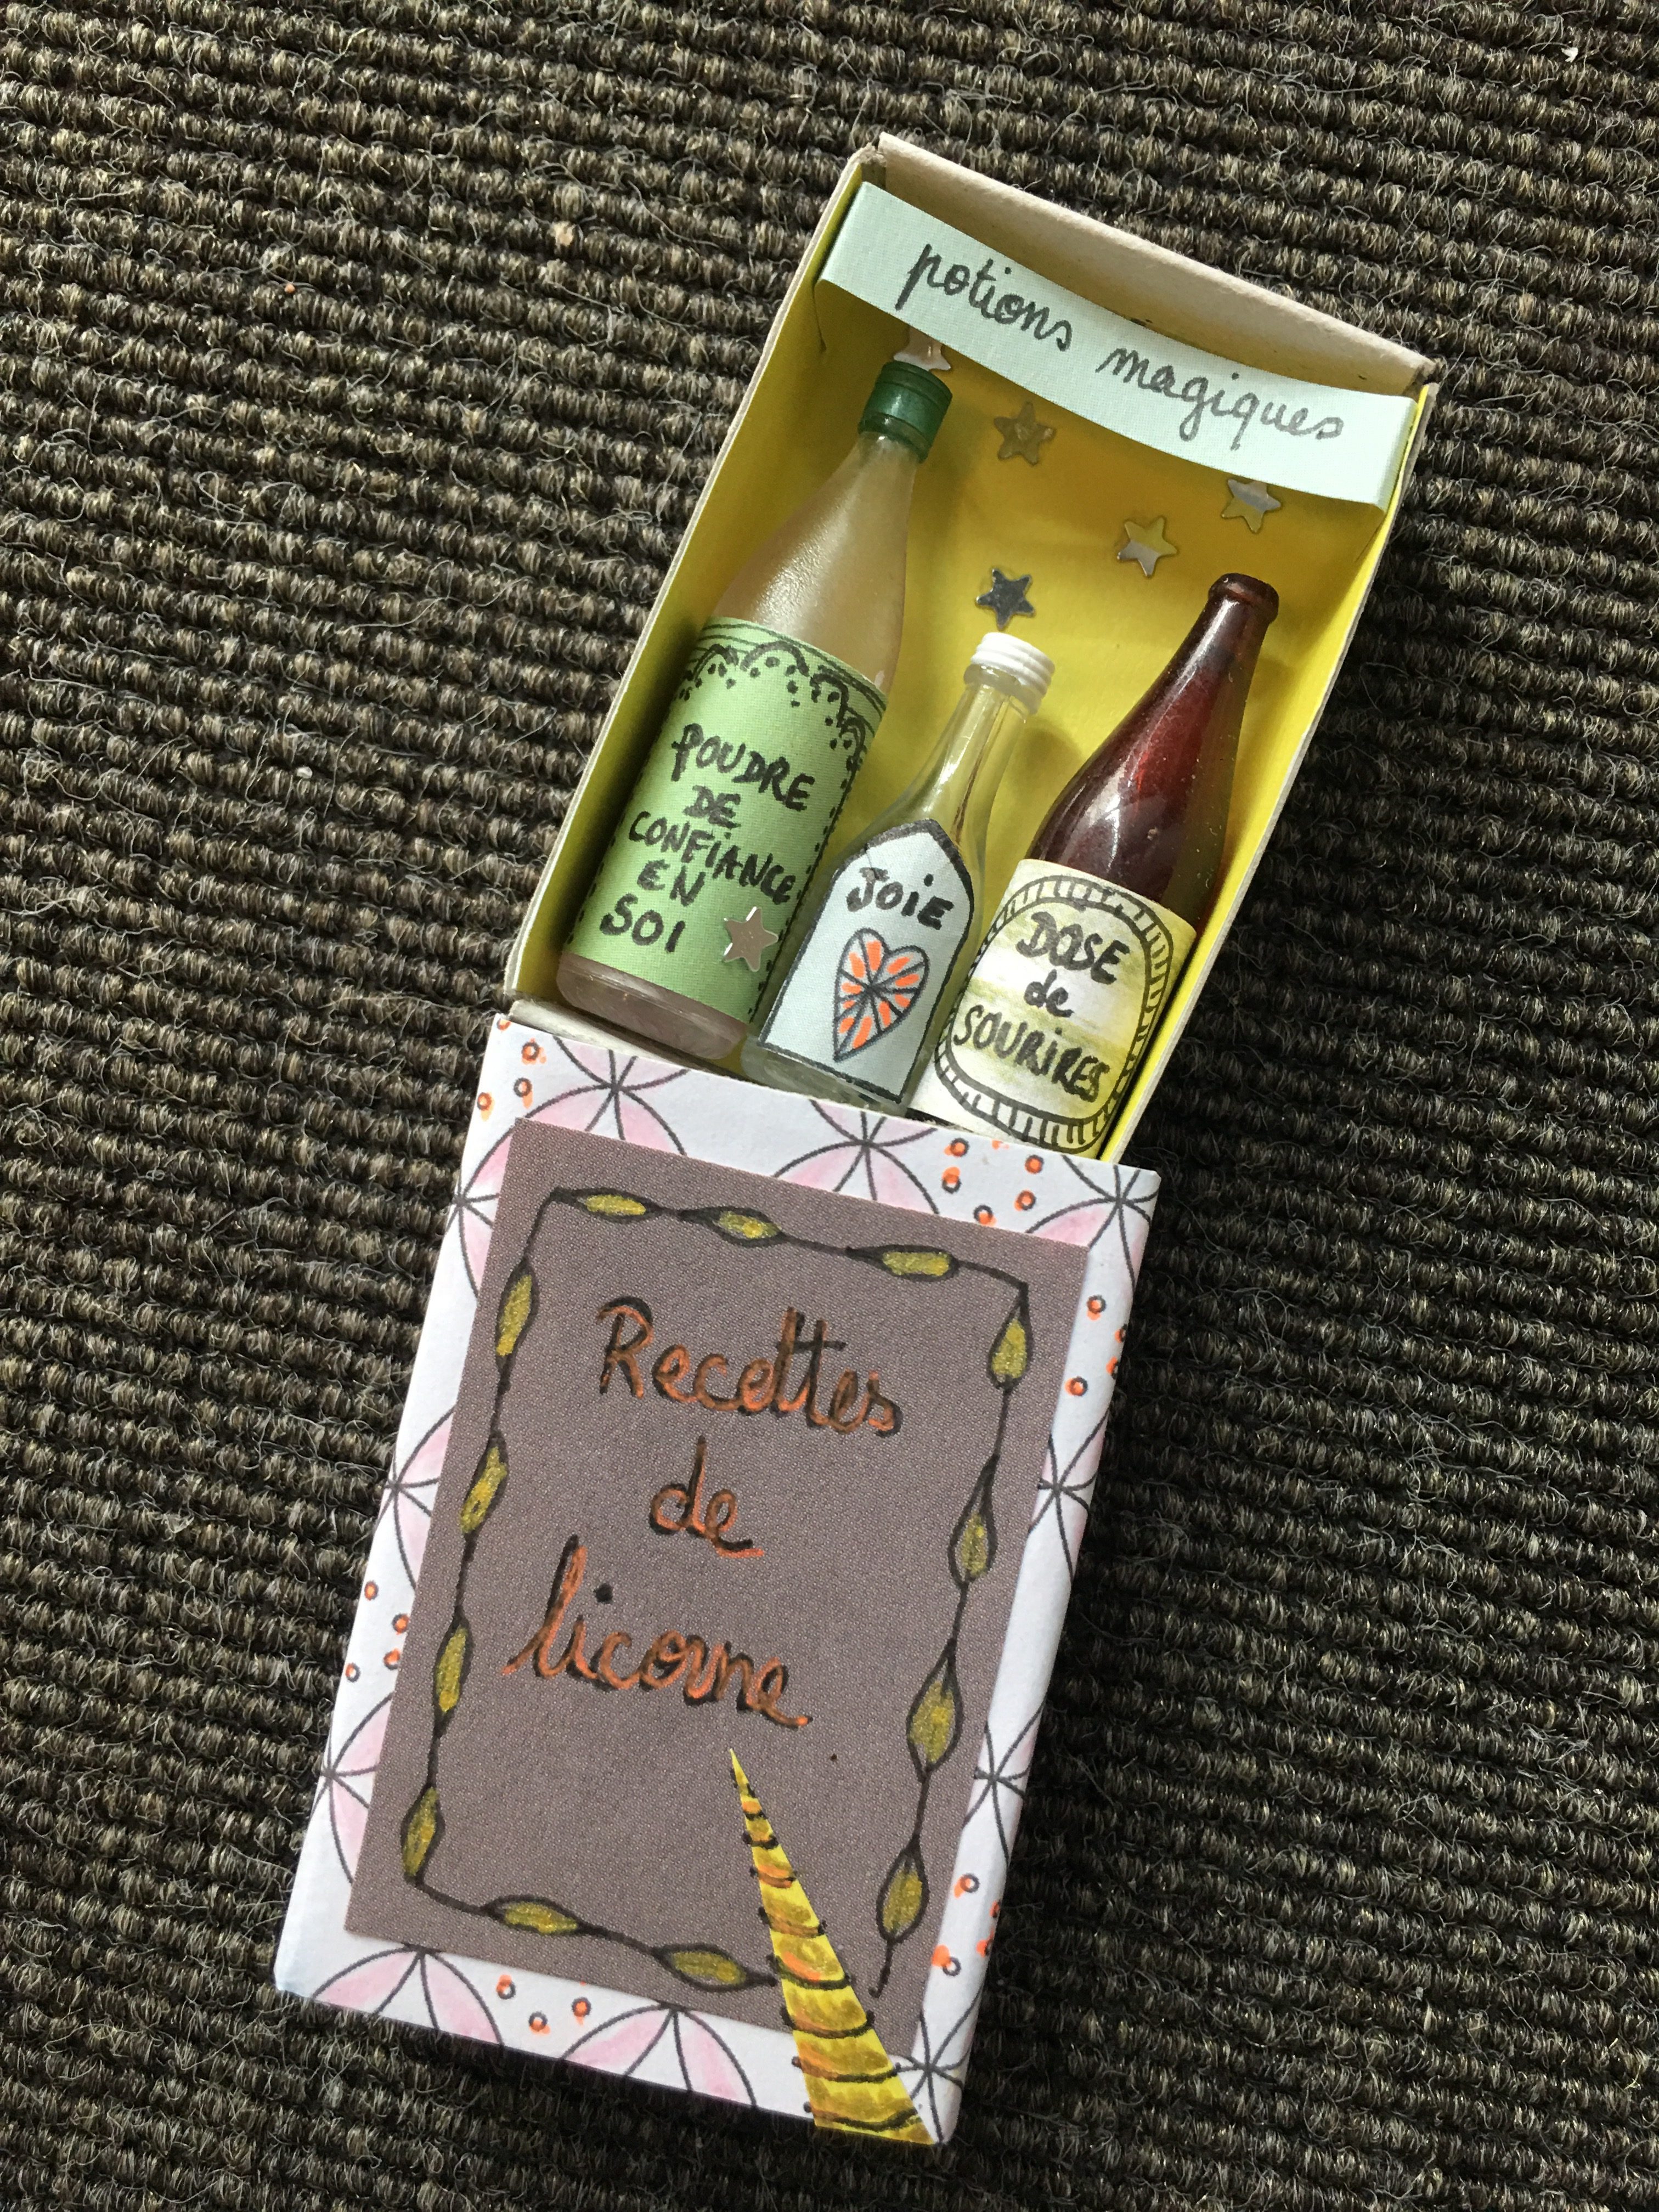 potions magiques
POUDRE
DE
CONFIANCE
EN
SOI
JOIE
DOSE
de
SOURIRES
Recettes
de
licorne